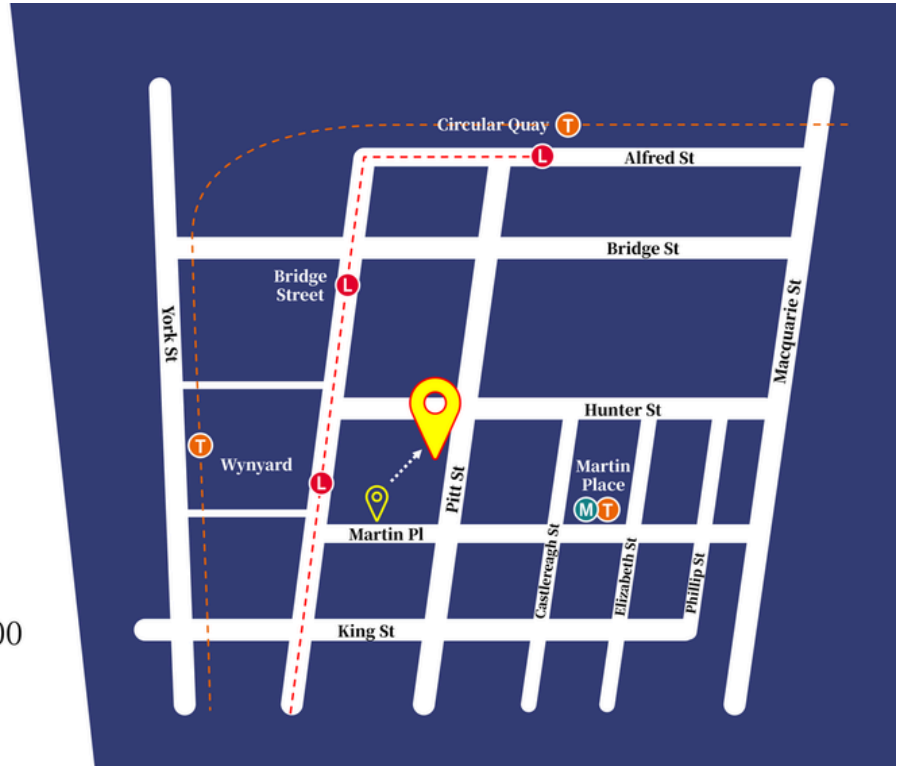 Circular Quay T
L
Alfred St
Bridge St
Bridge
Street
L
York St
Macquarie St
Hunter St
T
Wynyard
L
Pitt St
Martin
Place
M T
Martin Pl
Castlereagh St
Elizabeth St
Phillip St
King St
00